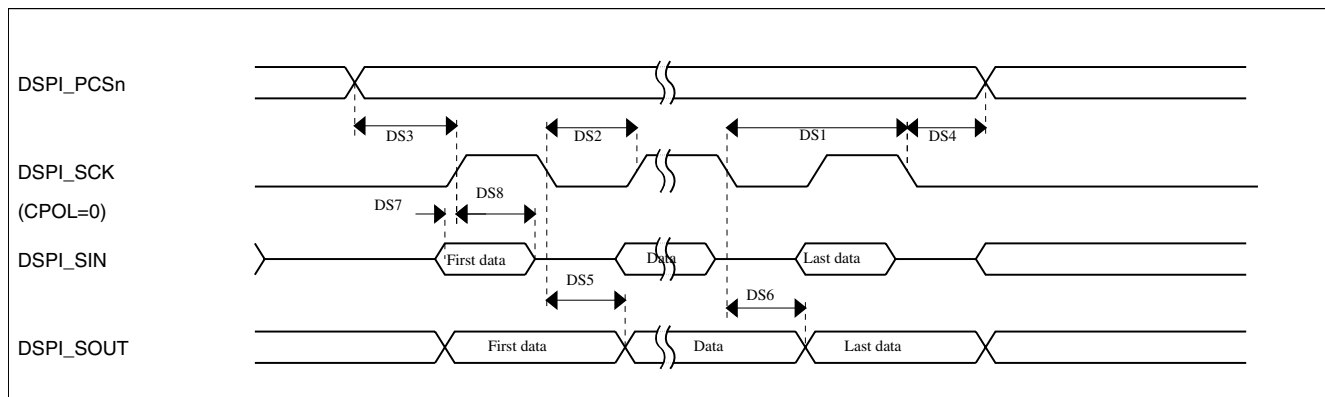 DSPI_PCSn
DS3
DS2
DS1
DS4
DSPI_SCK
(CPOL=0)
DS7
DS8
DSPI_SIN
First data
Data
Last data
DS5
DS6
DSPI_SOUT
First data
Data
Last data